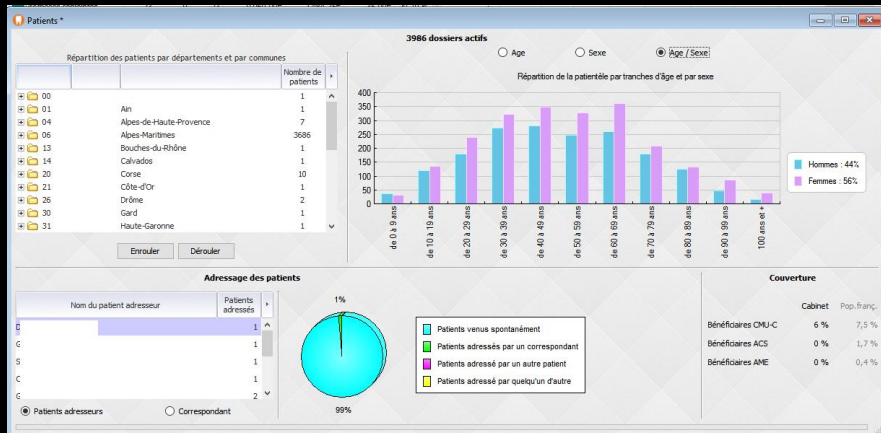 Patients *
3986 dossiers actifs
Age
Sexe
Age / Sexe
Répartition des patients par départements et par communes
Nombre de
patients
00 1
01 Ain 1
04 Alpes-de-Haute-Provence 7
06 Alpes-Maritimes 3686
13 Bouches-du-Rhône 1
14 Calvados 1
20 Corse 10
21 Côte-d'Or 1
26 Drôme 2
30 Gard 1
31 Haute-Garonne 1
Enrouler Dérouler
Répartition de la patientèle par tranches d'âge et par sexe
400
350
300
250
200
150
100
50
0
de 0 à 9 ans
de 10 à 19 ans
de 20 à 29 ans
de 30 à 39 ans
de 40 à 49 ans
de 50 à 59 ans
de 60 à 69 ans
de 70 à 79 ans
de 80 à 89 ans
de 90 à 99 ans
100 ans et +
Hommes : 44%
Femmes : 56%
Adressage des patients
Nom du patient adresseur
Patients
adressés
D 1
G 1
S 1
C 1
G 2
Patients adresseurs
Correspondant
1%
99%
Patients venus spontanément
Patients adressés par un correspondant
Patients adressé par un autre patient
Patients adressé par quelqu'un d'autre
Couverture
Cabinet Pop.franç.
Bénéficiaires CMU-C 6 % 7,5 %
Bénéficiaires ACS 0 % 1,7 %
Bénéficiaires AME 0 % 0,4 %